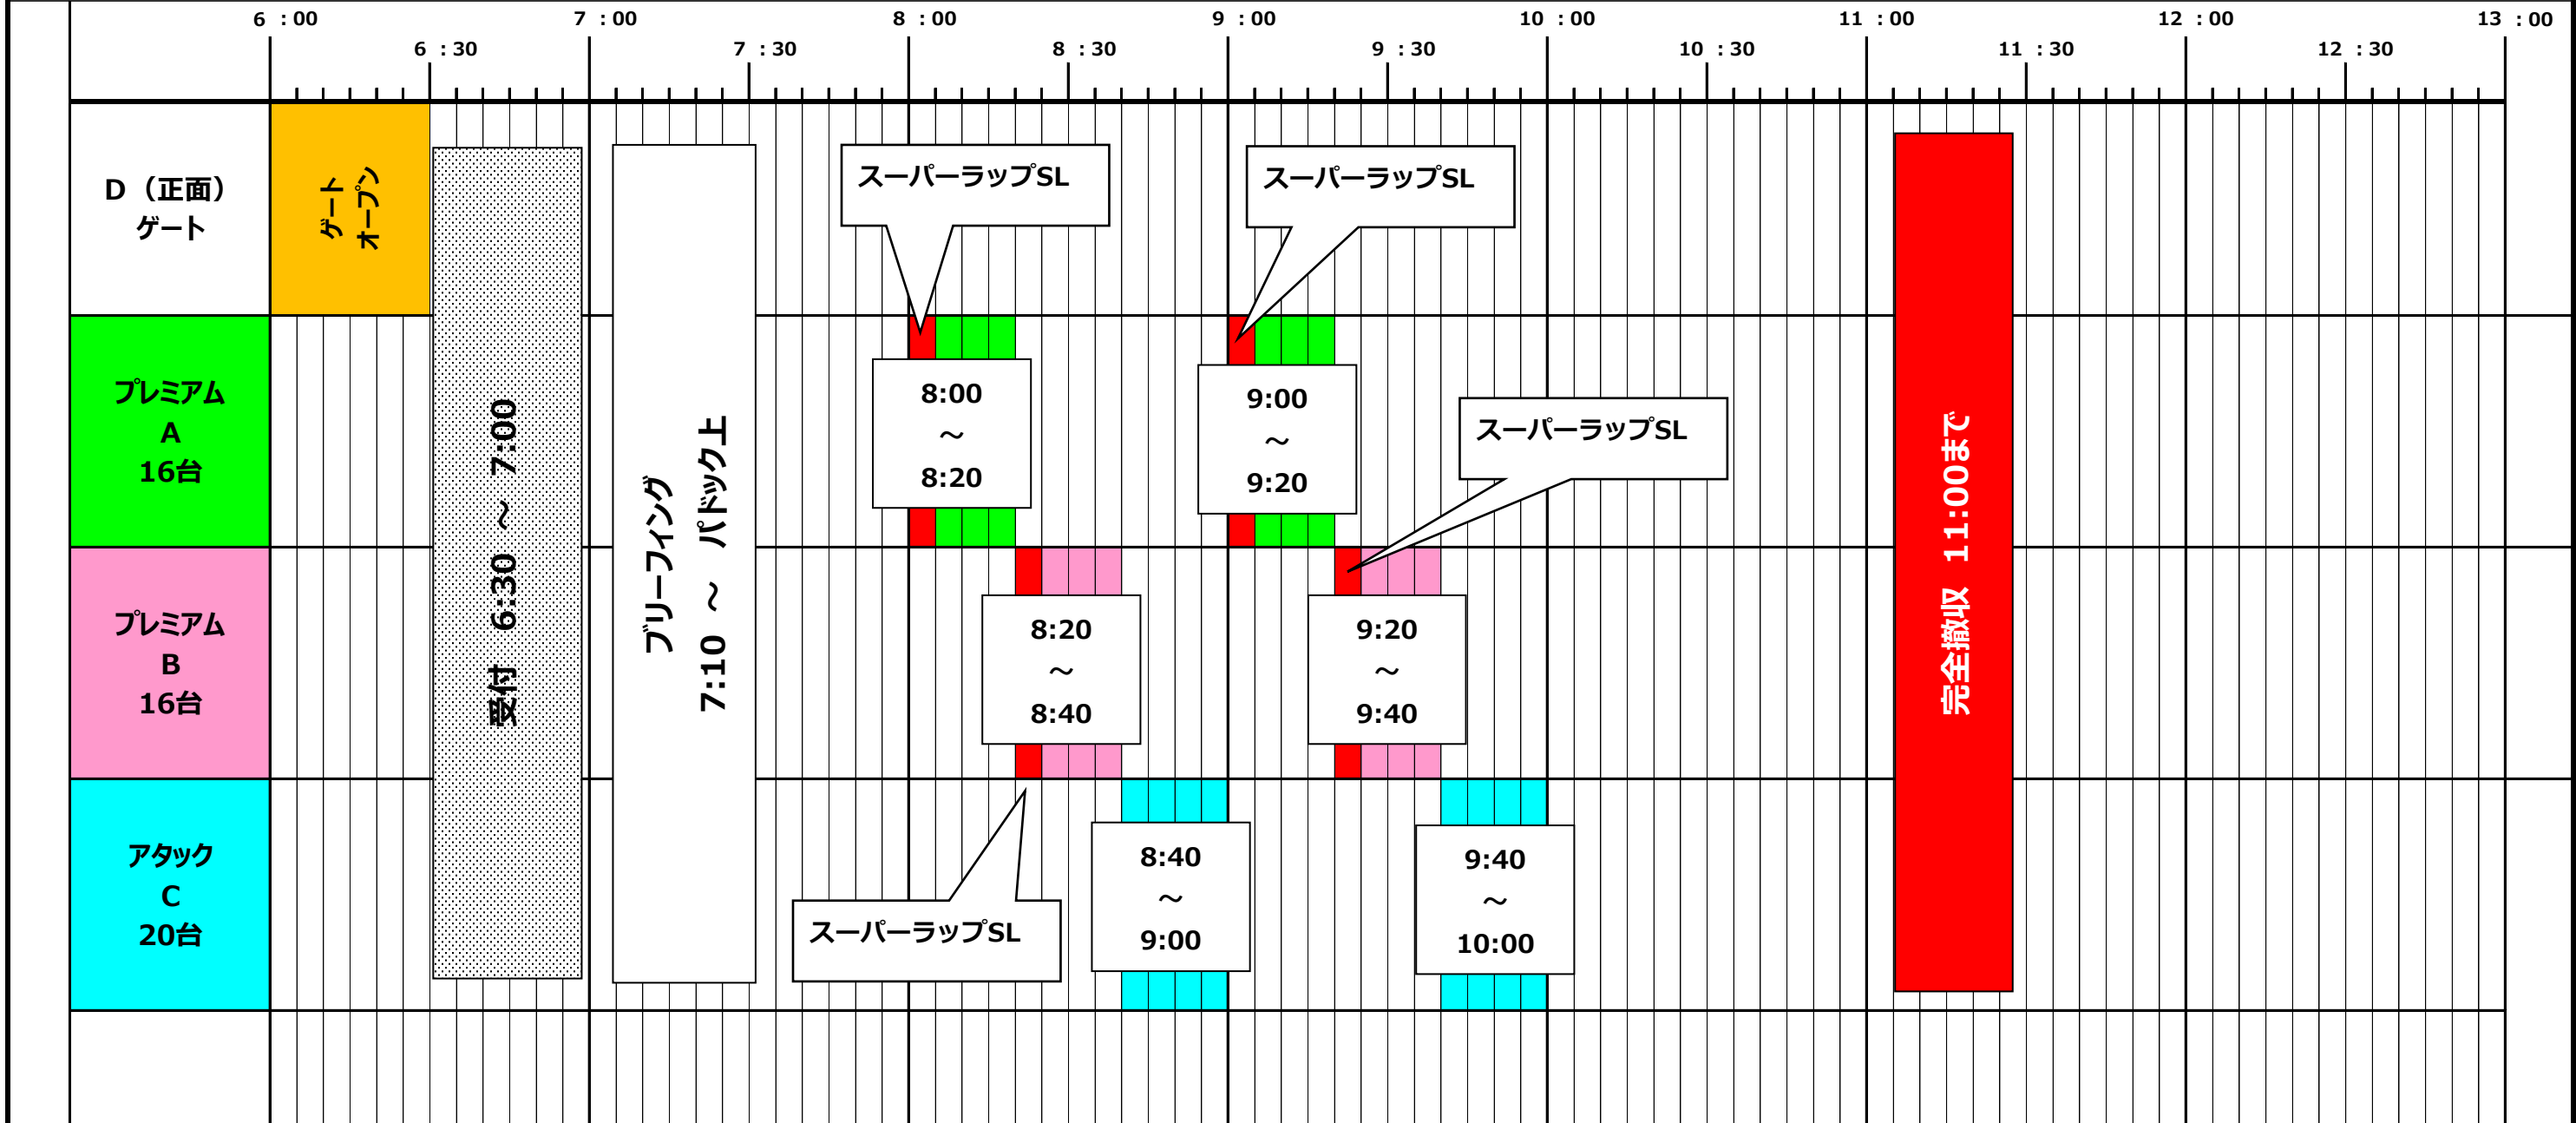 6 :00
7 :00
8 :00
9 :00
10 :00
11 :00
12 :00
13 :00
6 :30
7 :30
8 :30
9 :30
10 :30
11 :30
12 :30
D（正面）
ゲート
ゲート
オープン
受付 6:30 ～ 7:00
ブリーフィング
7:10 ～ パドック上
スーパーラップSL
スーパーラップSL
完全撤収 11:00まで
プレミアム
A
16台
8:00
～
8:20
9:00
～
9:20
スーパーラップSL
プレミアム
B
16台
8:20
～
8:40
9:20
～
9:40
アタック
C
20台
スーパーラップSL
8:40
～
9:00
9:40
～
10:00